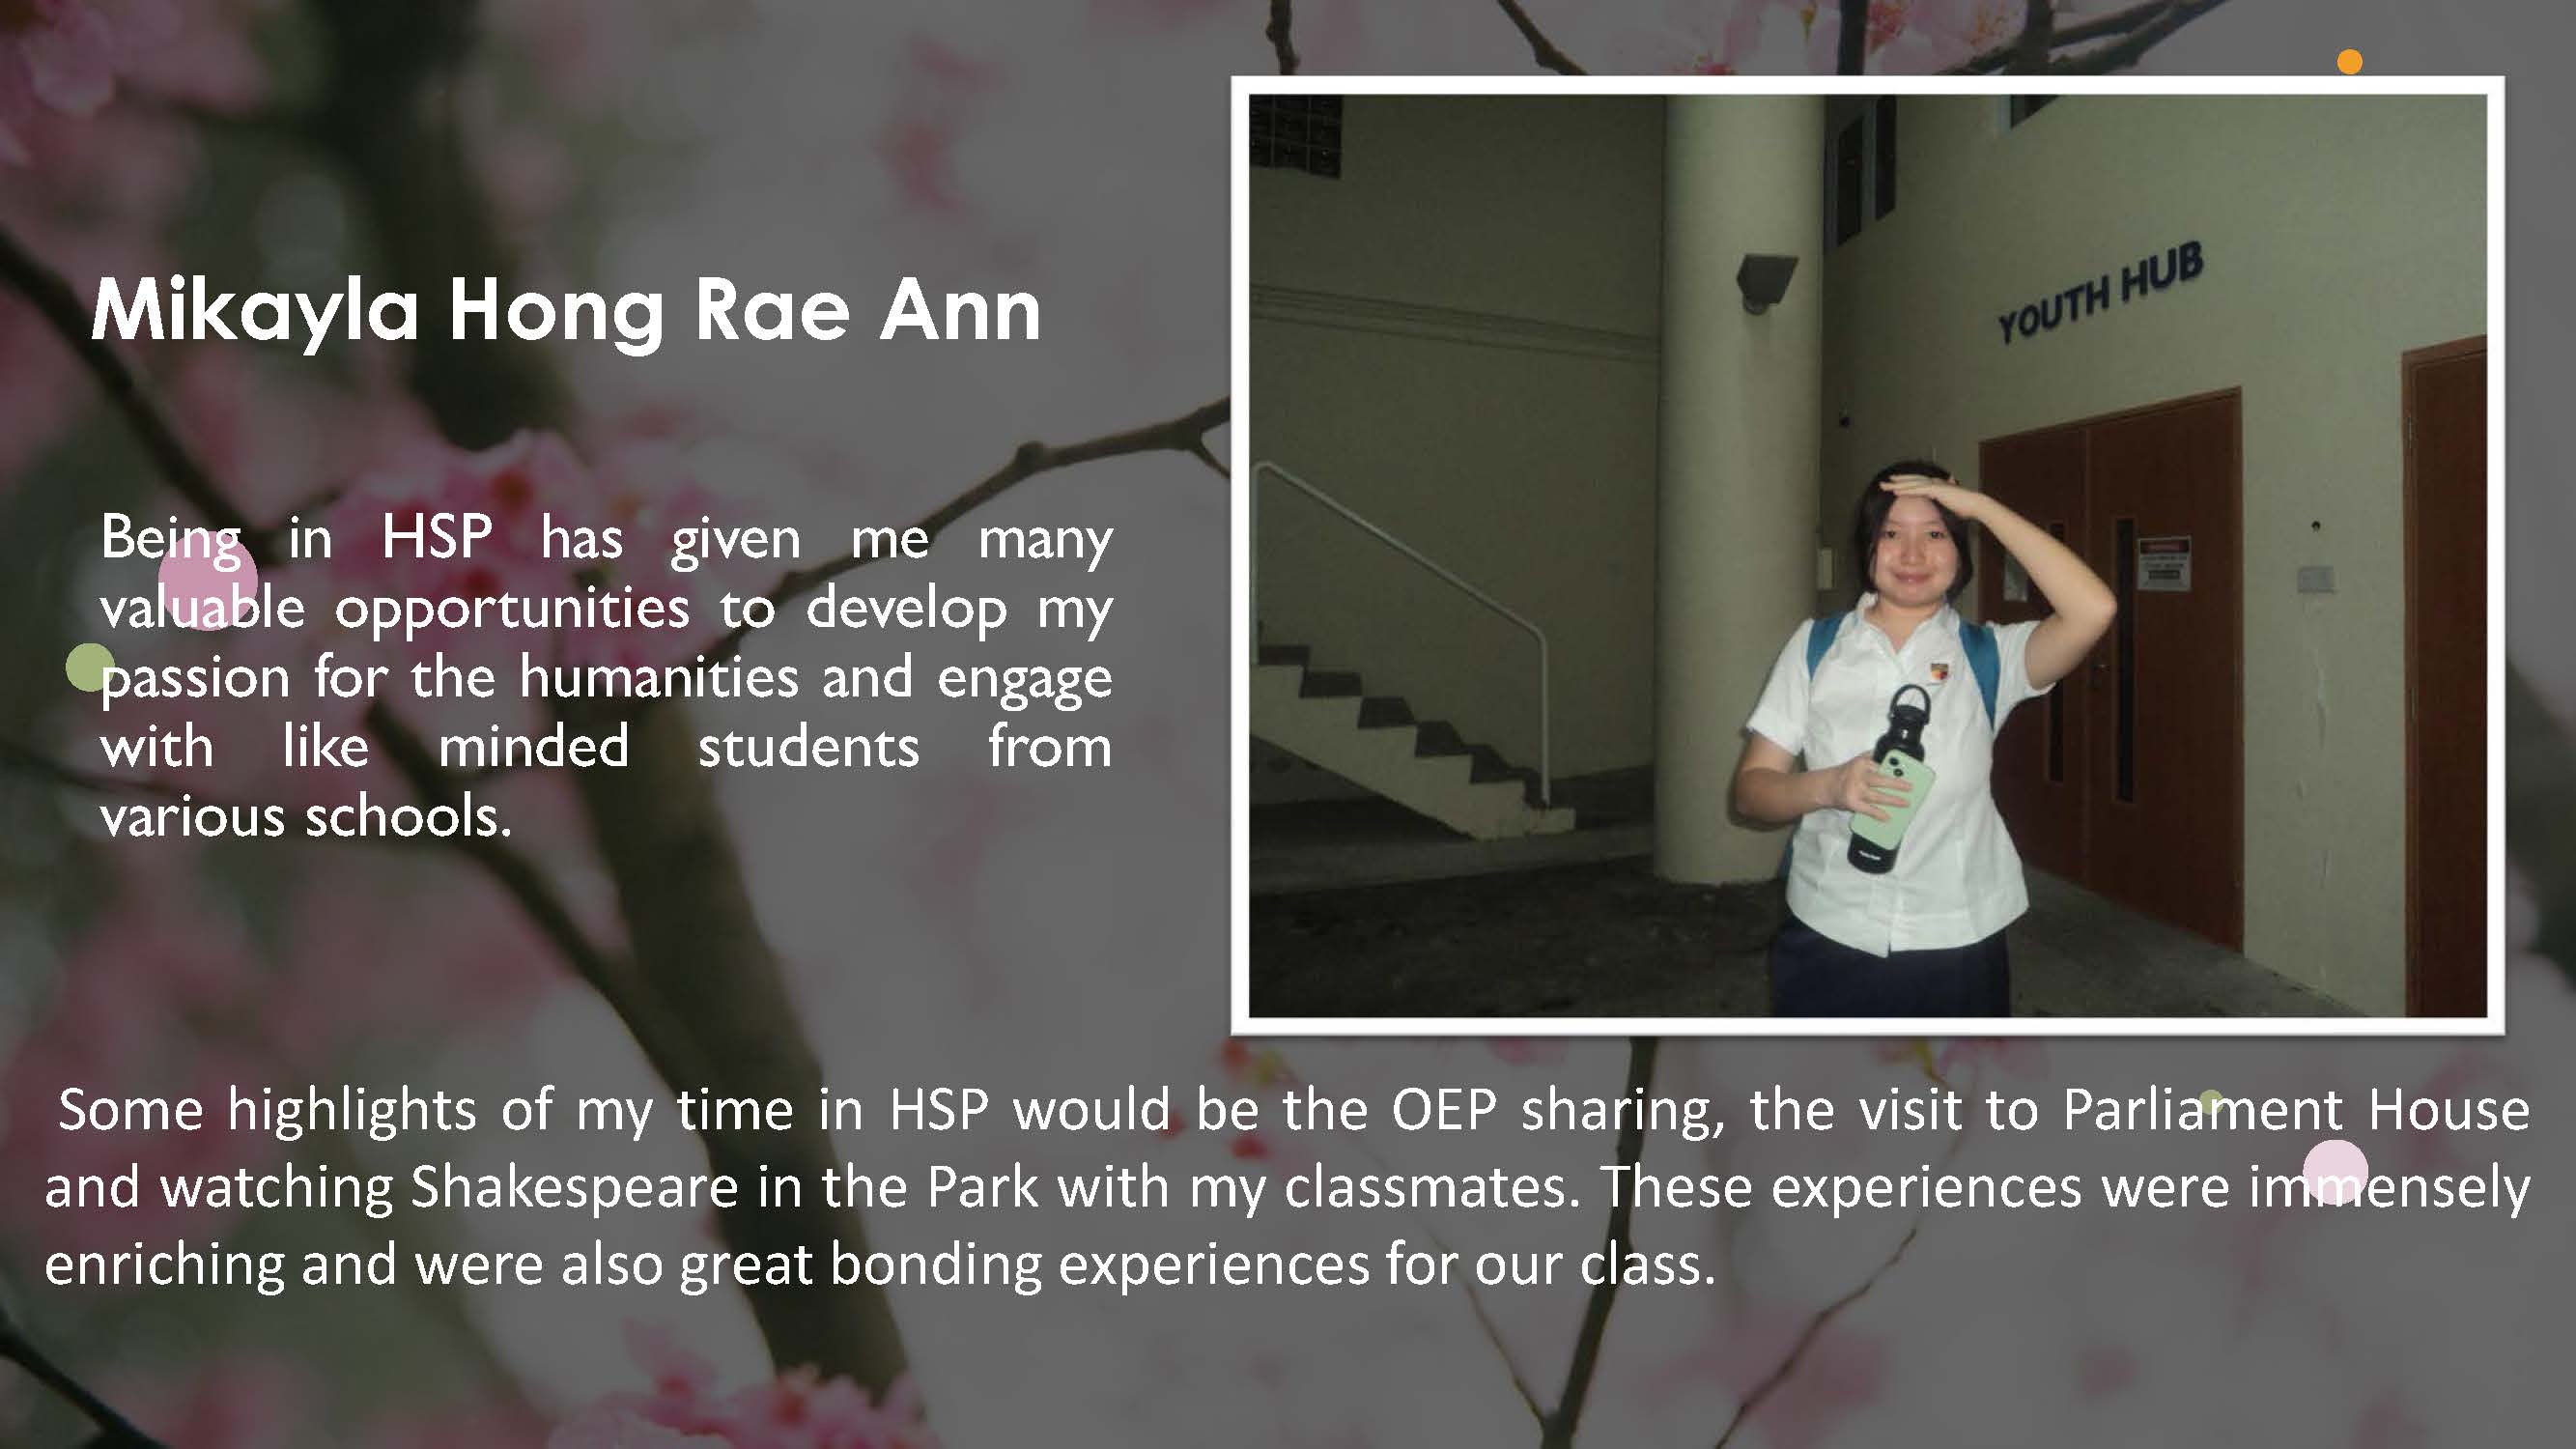 Mikayla Hong Rae Ann
Being in HSP has given me many
valuable opportunities to develop my
passion for the humanities and engage
with like minded students from
various schools.
YOUTH HUB
Some highlights of my time in HSP would be the OEP sharing, the visit to Parliament House
and watching Shakespeare in the Park with my classmates. These experiences were immensely
enriching and were also great bonding experiences for our class.